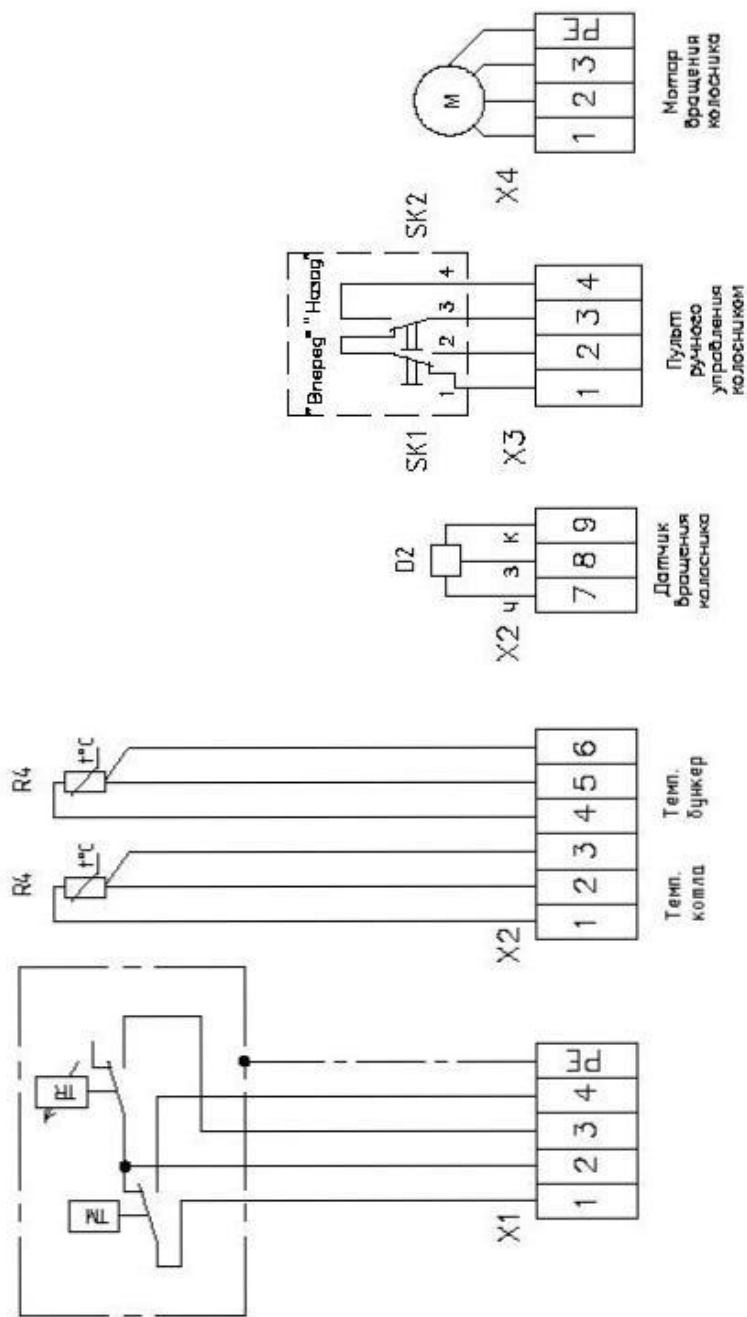 TM
TR
X1
1 2 3 4 PE
R4
t°C
R4
t°C
X2
1 2 3 4 5 6
Темп.
котла
Темп.
бункер
D2
Ч З К
X2
7 8 9
Датчик
вращения
колосника
"Вперед" "Назад"
SK1
SK2
1 2 3 4
X3
1 2 3 4
Пульт
ручного
управления
колосником
M
X4
1 2 3 PE
Мотор
вращения
колосника